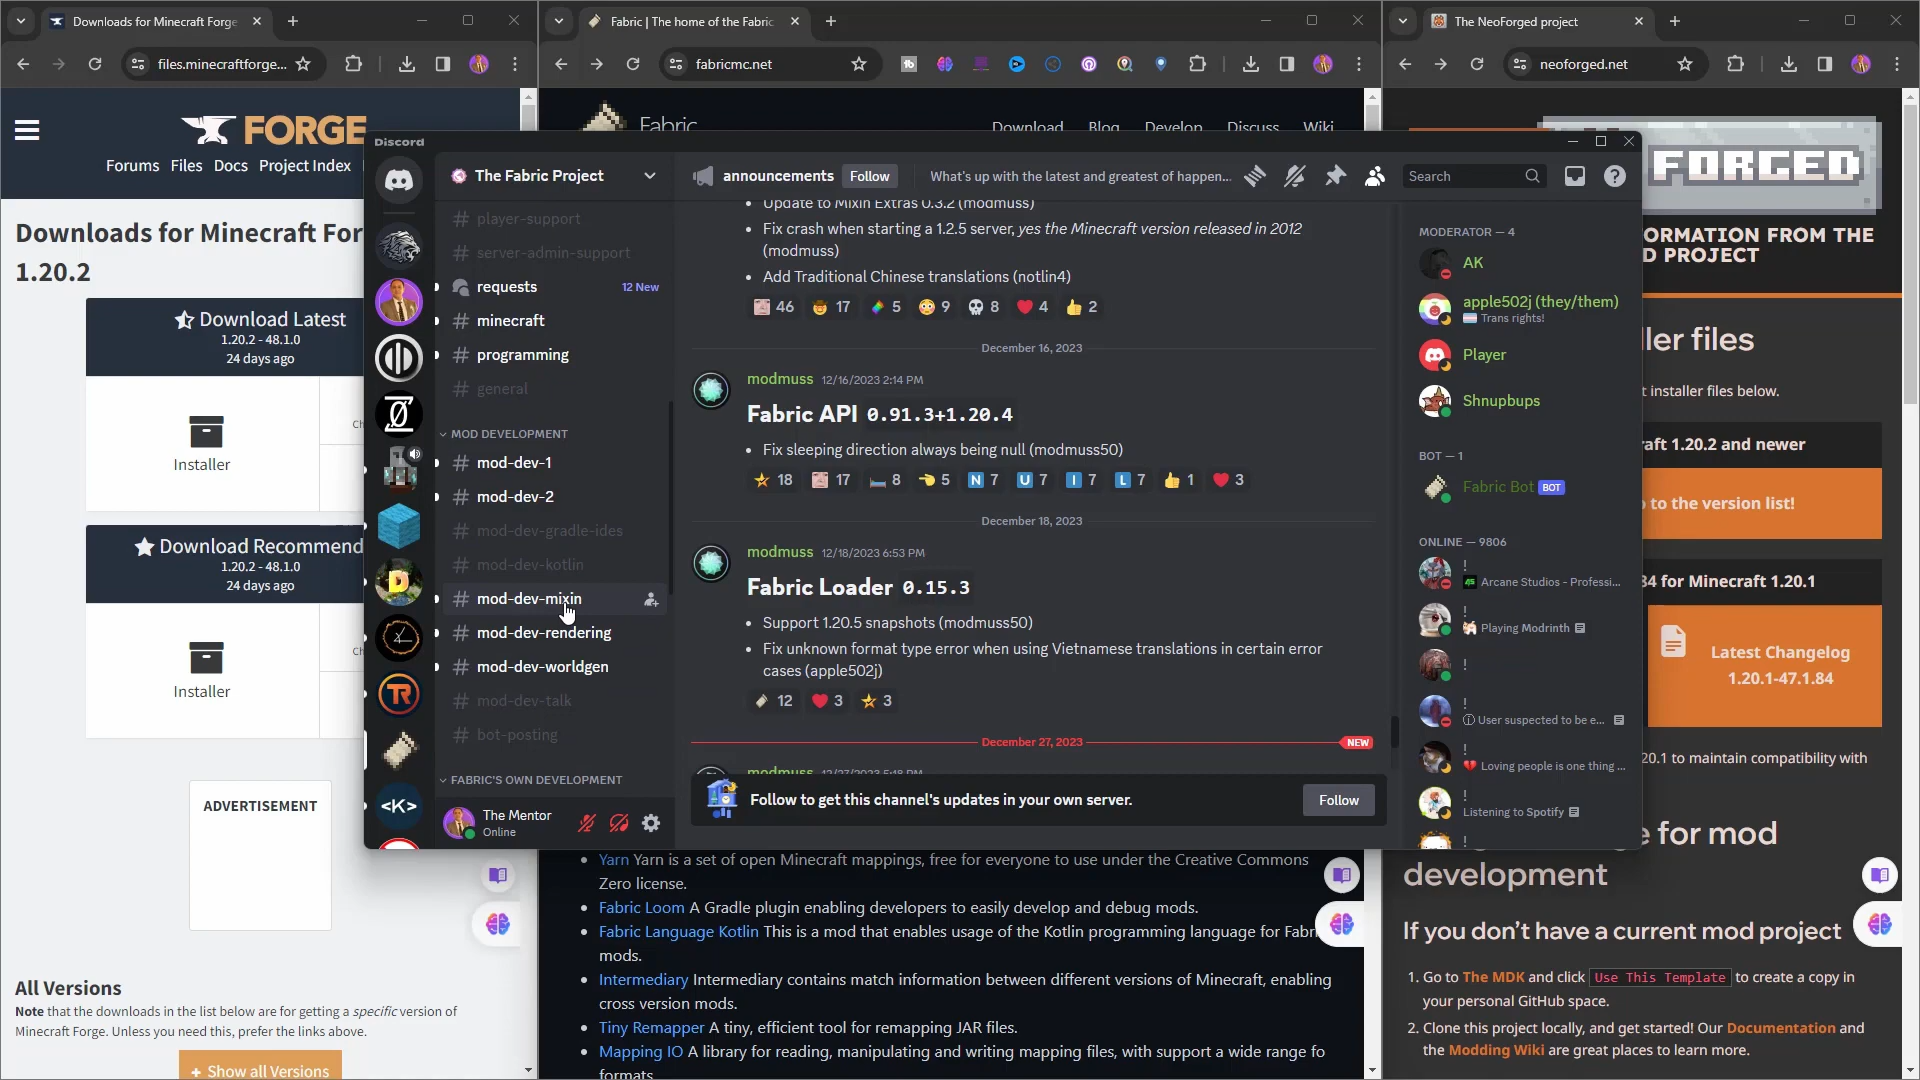 Downloads for Minecraft Forge
Fabric | The home of the Fabric
The NeoForged project
files.minecraftforge...
fabricmc.net
neoforged.net
FORGE
Forums Files Docs Project Index
Downloads for Minecraft For
1.20.2
Download Latest
1.20.2 - 48.1.0
24 days ago
Installer
Download Recommend
1.20.2 - 48.1.0
24 days ago
Installer
ADVERTISEMENT
All Versions
Note that the downloads in the list below are for getting a specific version of
Minecraft Forge. Unless you need this, prefer the links above.
+ Show all Versions
Fabric
Download Blog Develop Discuss Wiki
Discord
The Fabric Project
player-support
server-admin-support
requests 12 New
minecraft
programming
general
MOD DEVELOPMENT
mod-dev-1
mod-dev-2
mod-dev-gradle-ides
mod-dev-kotlin
mod-dev-mixin
mod-dev-rendering
mod-dev-worldgen
mod-dev-talk
bot-posting
FABRIC'S OWN DEVELOPMENT
The Mentor
Online
announcements Follow What's up with the latest and greatest of happen...
Search
• Update to Mixin Extras 0.3.2 (modmuss)
• Fix crash when starting a 1.2.5 server, yes the Minecraft version released in 2012
(modmuss)
• Add Traditional Chinese translations (notlin4)
46 17 5 9 8 4 2
December 16, 2023
modmuss 12/16/2023 2:14 PM
Fabric API 0.91.3+1.20.4
• Fix sleeping direction always being null (modmuss50)
18 17 8 5 N 7 U 7 I 7 L 7 1 3
December 18, 2023
modmuss 12/18/2023 6:53 PM
Fabric Loader 0.15.3
• Support 1.20.5 snapshots (modmuss50)
• Fix unknown format type error when using Vietnamese translations in certain error
cases (apple502j)
12 3 3
December 27, 2023 NEW
modmuss 12/27/2023 5:18 PM
Follow to get this channel's updates in your own server.
Follow
MODERATOR — 4
AK
apple502j (they/them)
Trans rights!
Player
Shnupbups
BOT — 1
Fabric Bot BOT
ONLINE — 9806
!
Arcane Studios - Professi...
!
Playing Modrinth
!
!
User suspected to be e...
!
Loving people is one thing ...
!
Listening to Spotify
• Yarn Yarn is a set of open Minecraft mappings, free for everyone to use under the Creative Commons
Zero license.
• Fabric Loom A Gradle plugin enabling developers to easily develop and debug mods.
• Fabric Language Kotlin This is a mod that enables usage of the Kotlin programming language for Fabr
mods.
• Intermediary Intermediary contains match information between different versions of Minecraft, enabling
cross version mods.
• Tiny Remapper A tiny, efficient tool for remapping JAR files.
• Mapping IO A library for reading, manipulating and writing mapping files, with support a wide range fo
formats.
FORGED
ORMATION FROM THE
D PROJECT
ler files
t installer files below.
aft 1.20.2 and newer
o to the version list!
84 for Minecraft 1.20.1
Latest Changelog
1.20.1-47.1.84
20.1 to maintain compatibility with
e for mod
development
If you don't have a current mod project
1. Go to The MDK and click Use This Template to create a copy in
your personal GitHub space.
2. Clone this project locally, and get started! Our Documentation and
the Modding Wiki are great places to learn more.